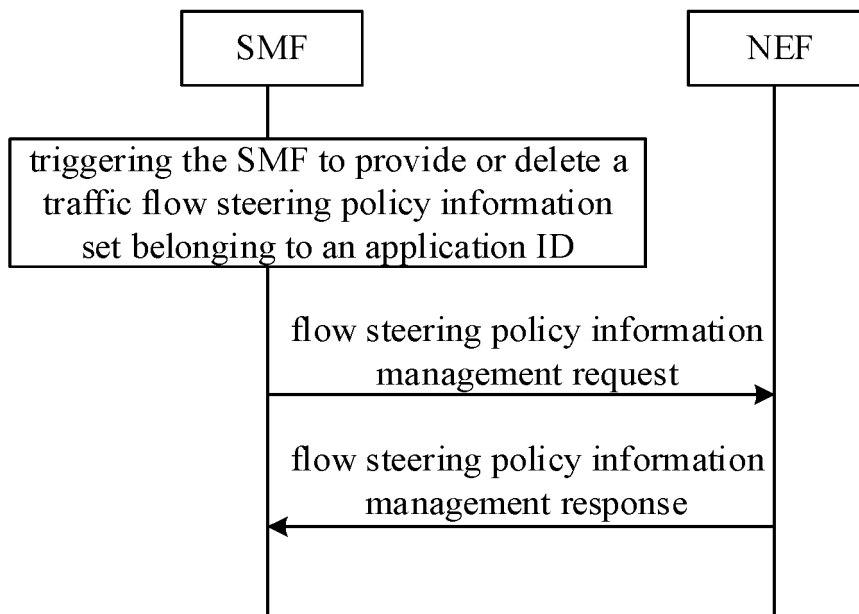 SMF
NEF
triggering the SMF to provide or delete a
traffic flow steering policy information
set belonging to an application ID
flow steering policy information
management request
flow steering policy information
management response